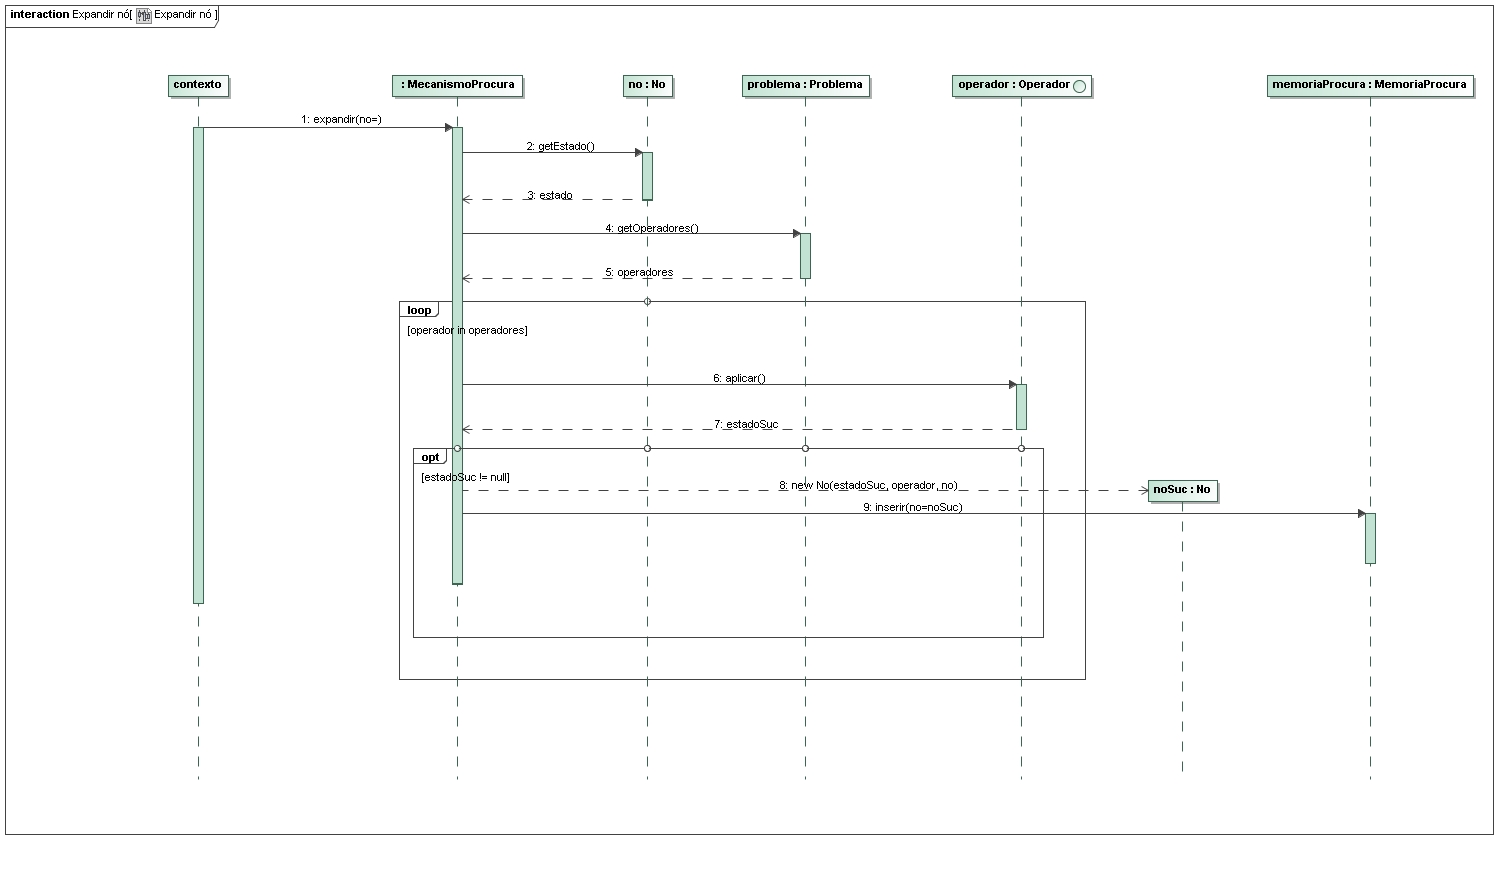 interaction Expandir nó[ Expandir nó ]
contexto
: MecanismoProcura
no : No
problema : Problema
operador : Operador
memoriaProcura : MemoriaProcura
1: expandir(no=)
2: getEstado()
3: estado
4: getOperadores()
5: operadores
loop
[operador in operadores]
6: aplicar()
7: estadoSuc
opt
[estadoSuc != null]
8: new No(estadoSuc, operador, no)
noSuc : No
9: inserir(no=noSuc)